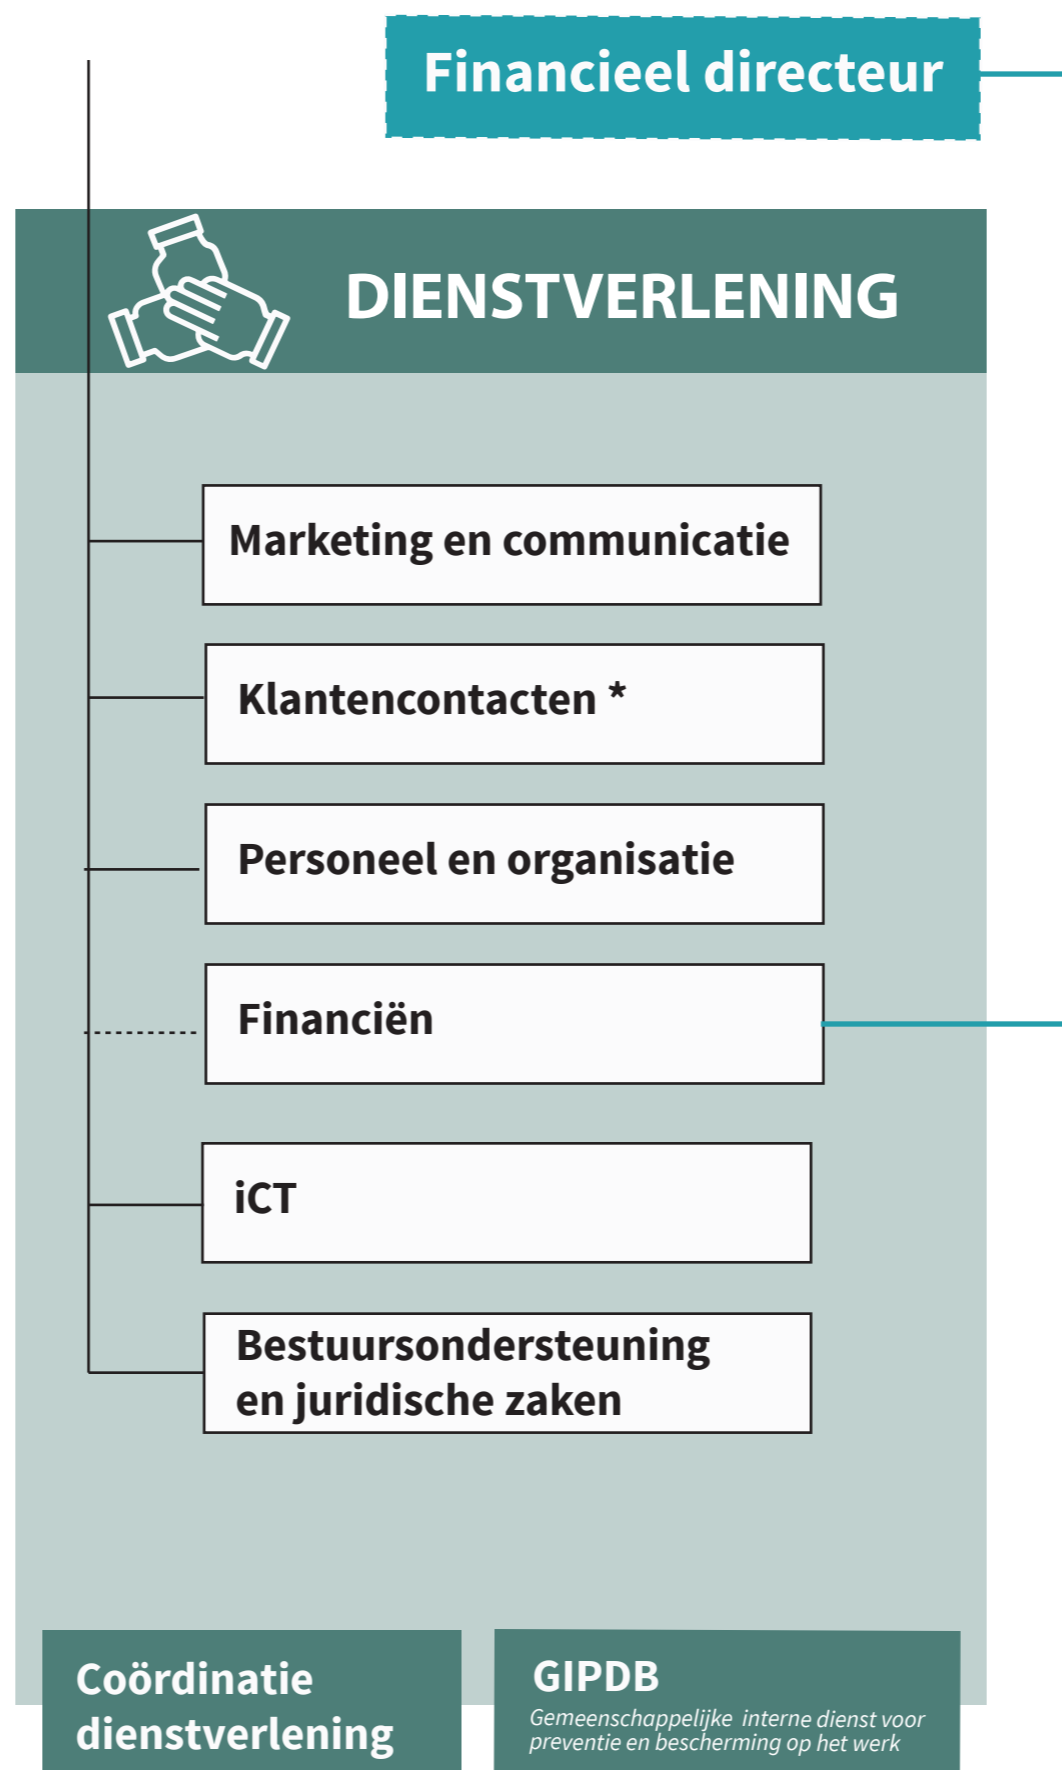 Financieel directeur
DIENSTVERLENING
Marketing en communicatie
Klantencontacten *
Personeel en organisatie
Financiën
iCT
Bestuursondersteuning
en juridische zaken
Coördinatie
dienstverlening
GIPDB
Gemeenschappelijke interne dienst voor
preventie en bescherming op het werk